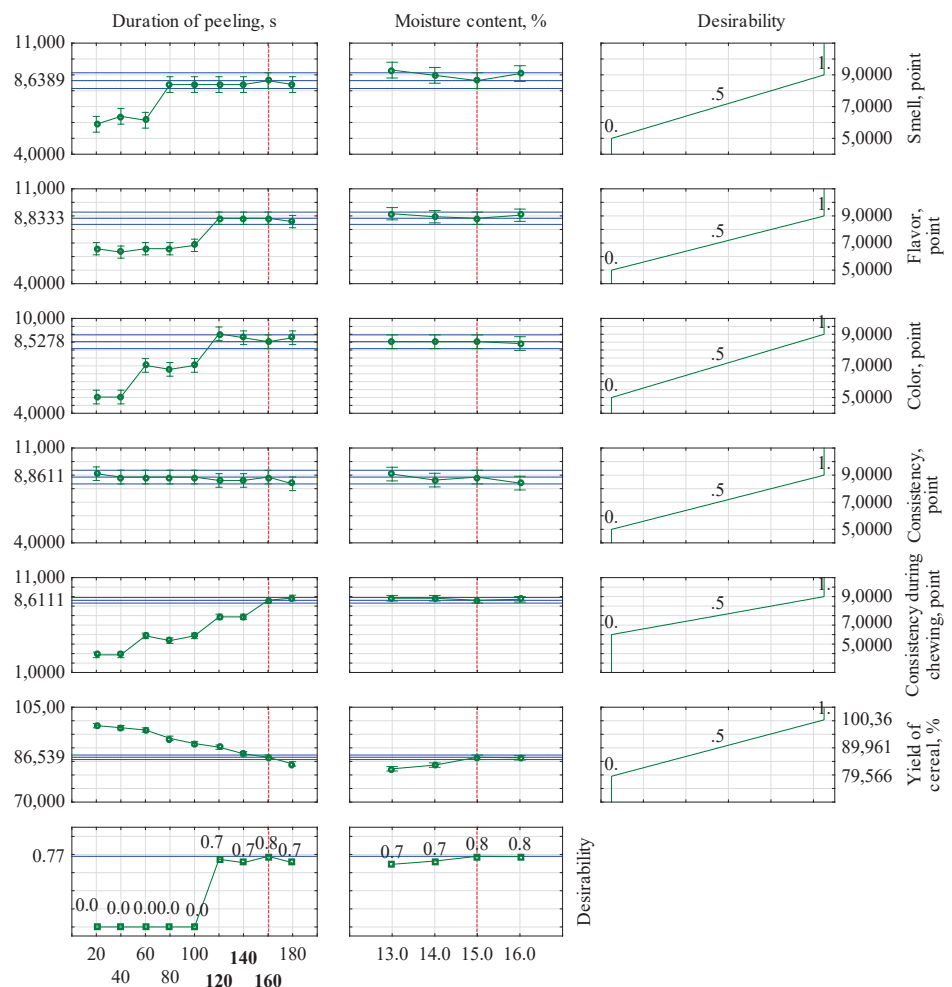 Duration of peeling, s
Moisture content, %
Desirability
11,000
8,6389
4,0000
0.
.5
1.
9,0000
7,0000
5,0000
Smell, point
11,000
8,8333
4,0000
0.
.5
1.
9,0000
7,0000
5,0000
Flavor,
point
10,000
8,5278
4,0000
0.
.5
1.
9,0000
7,0000
5,0000
Color, point
11,000
8,8611
4,0000
0.
.5
1.
9,0000
7,0000
5,0000
Consistency,
point
11,000
8,6111
1,0000
0.
.5
1.
9,0000
5,0000
Consistency during
chewing, point
105,00
86,539
70,000
0.
.5
1.
100,36
89,961
79,566
Yield of
cereal, %
0.77
0.0 0.0 0.0 0.0 0.0 0.7 0.7 0.8 0.7
0.7 0.7 0.8 0.8
Desirability
20 60 100 140 180
40 80 120 160
13.0 14.0 15.0 16.0